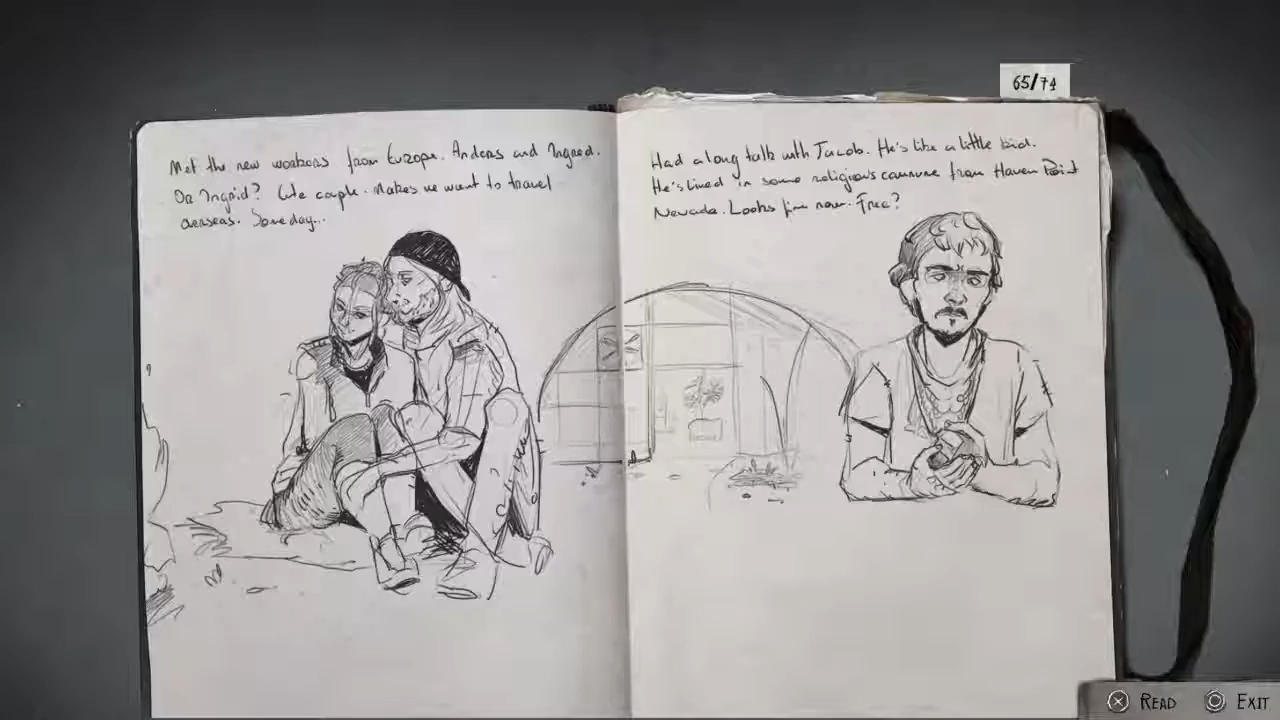 65/74
Met the new workers from Europe. Anders and Ingred.
Or Ingrid? Cute couple. Makes me want to travel
overseas. Someday...
Had a long talk with Jacob. He's like a little kid.
He's lived in some religious commune from Haven Point
Nevada. Looks fine now. Free?
READ
EXIT